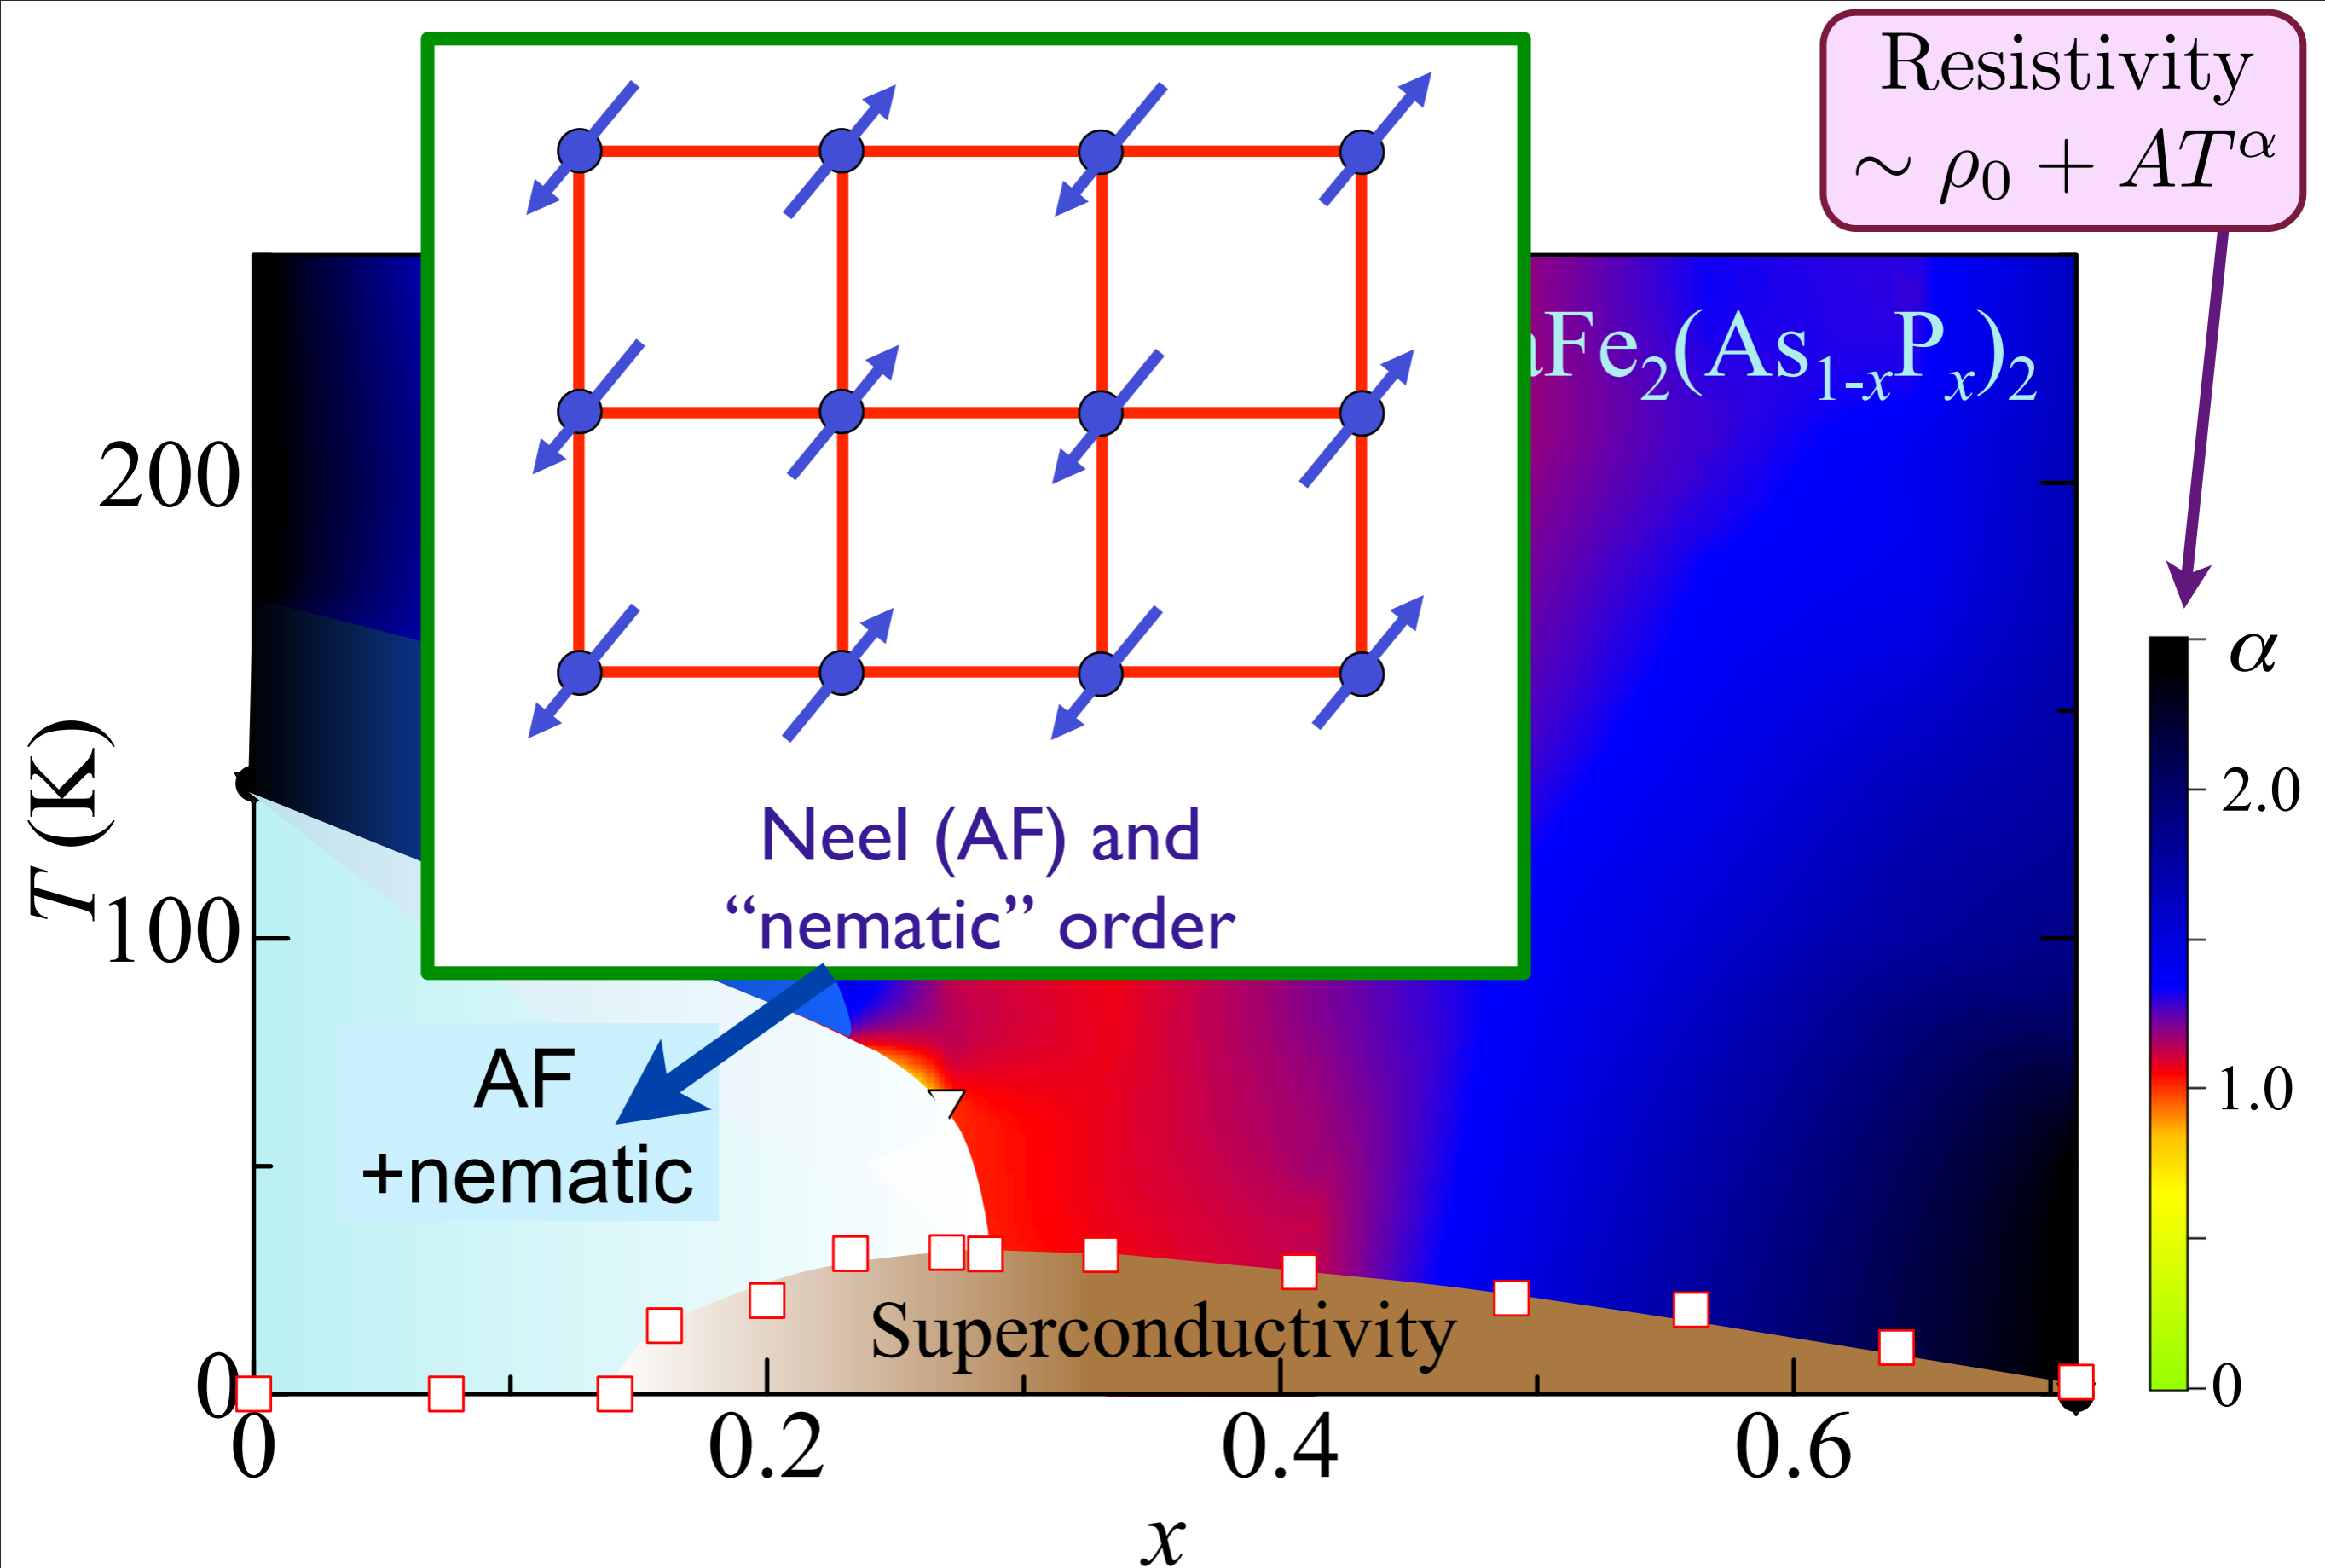 Resistivity
~ ρ₀ + AT^α
aFe₂(As₁₋ₓPₓ)₂
200
T (K)
100
0
Neel (AF) and
“nematic” order
AF
+nematic
Superconductivity
α
2.0
1.0
0
0
0.2
0.4
0.6
x